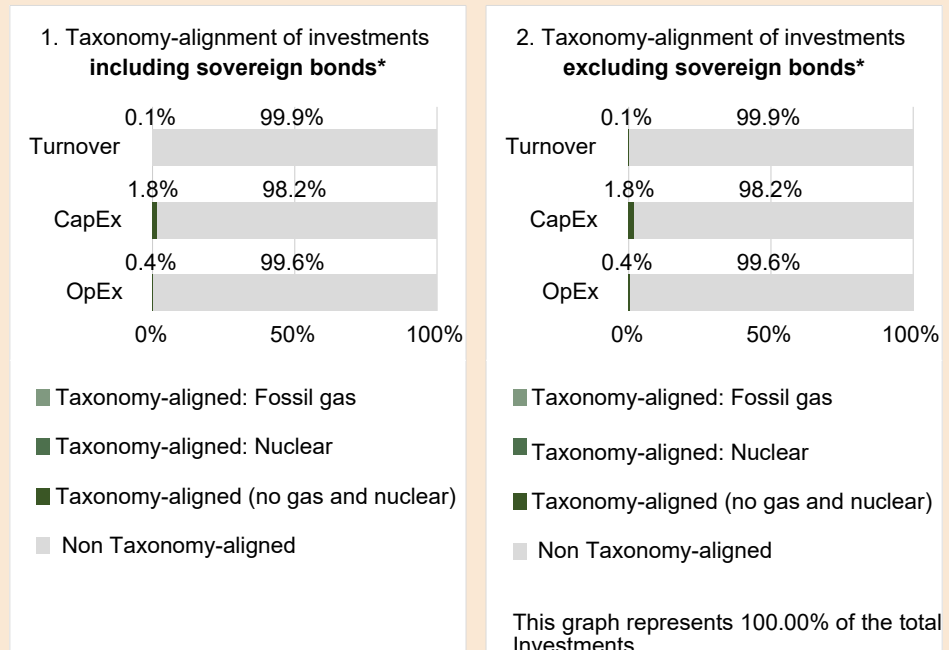 1. Taxonomy-alignment of investments
including sovereign bonds*
0.1% 99.9%
Turnover
1.8% 98.2%
CapEx
0.4% 99.6%
OpEx
0% 50% 100%
Taxonomy-aligned: Fossil gas
Taxonomy-aligned: Nuclear
Taxonomy-aligned (no gas and nuclear)
Non Taxonomy-aligned
2. Taxonomy-alignment of investments
excluding sovereign bonds*
0.1% 99.9%
Turnover
1.8% 98.2%
CapEx
0.4% 99.6%
OpEx
0% 50% 100%
Taxonomy-aligned: Fossil gas
Taxonomy-aligned: Nuclear
Taxonomy-aligned (no gas and nuclear)
Non Taxonomy-aligned
This graph represents 100.00% of the total
Investments